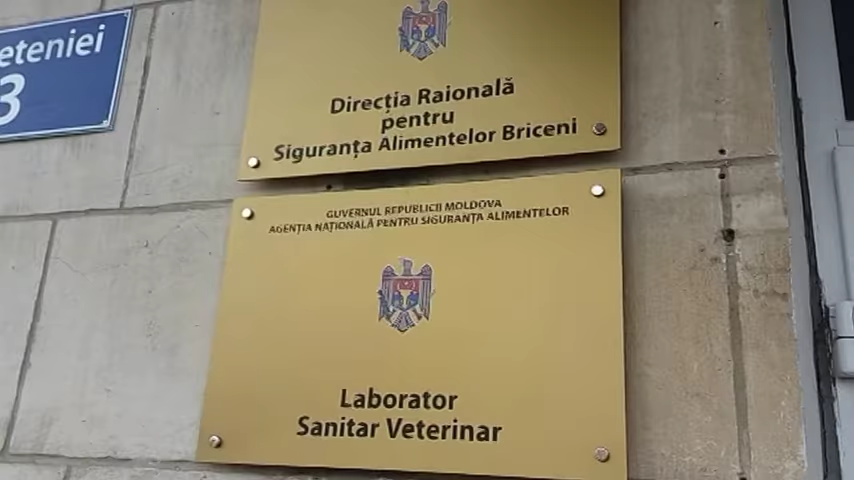 eteniei
3
Direcția Raională
pentru
Siguranța Alimentelor Briceni
GUVERNUL REPUBLICII MOLDOVA
AGENȚIA NAȚIONALĂ PENTRU SIGURANȚA ALIMENTELOR
Laborator
Sanitar Veterinar